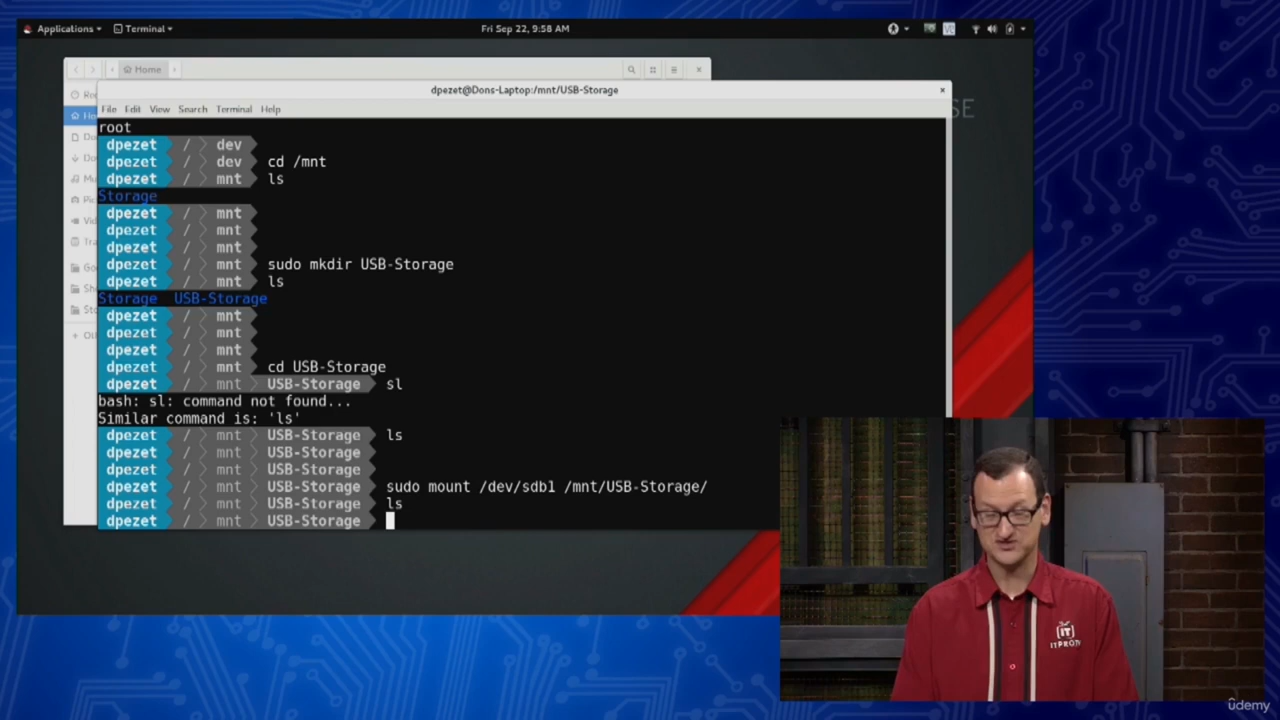 Applications Terminal Fri Sep 22, 9:58 AM
Home
dpezet@Dons-Laptop:/mnt/USB-Storage
File Edit View Search Terminal Help
root
dpezet / dev
dpezet / dev cd /mnt
dpezet / mnt ls
Storage
dpezet / mnt
dpezet / mnt
dpezet / mnt
dpezet / mnt sudo mkdir USB-Storage
dpezet / mnt ls
Storage USB-Storage
dpezet / mnt
dpezet / mnt
dpezet / mnt
dpezet / mnt cd USB-Storage
dpezet / mnt USB-Storage sl
bash: sl: command not found...
Similar command is: 'ls'
dpezet / mnt USB-Storage ls
dpezet / mnt USB-Storage
dpezet / mnt USB-Storage
dpezet / mnt USB-Storage sudo mount /dev/sdb1 /mnt/USB-Storage/
dpezet / mnt USB-Storage ls
dpezet / mnt USB-Storage
IT
ITPRO.TV
ûdemy